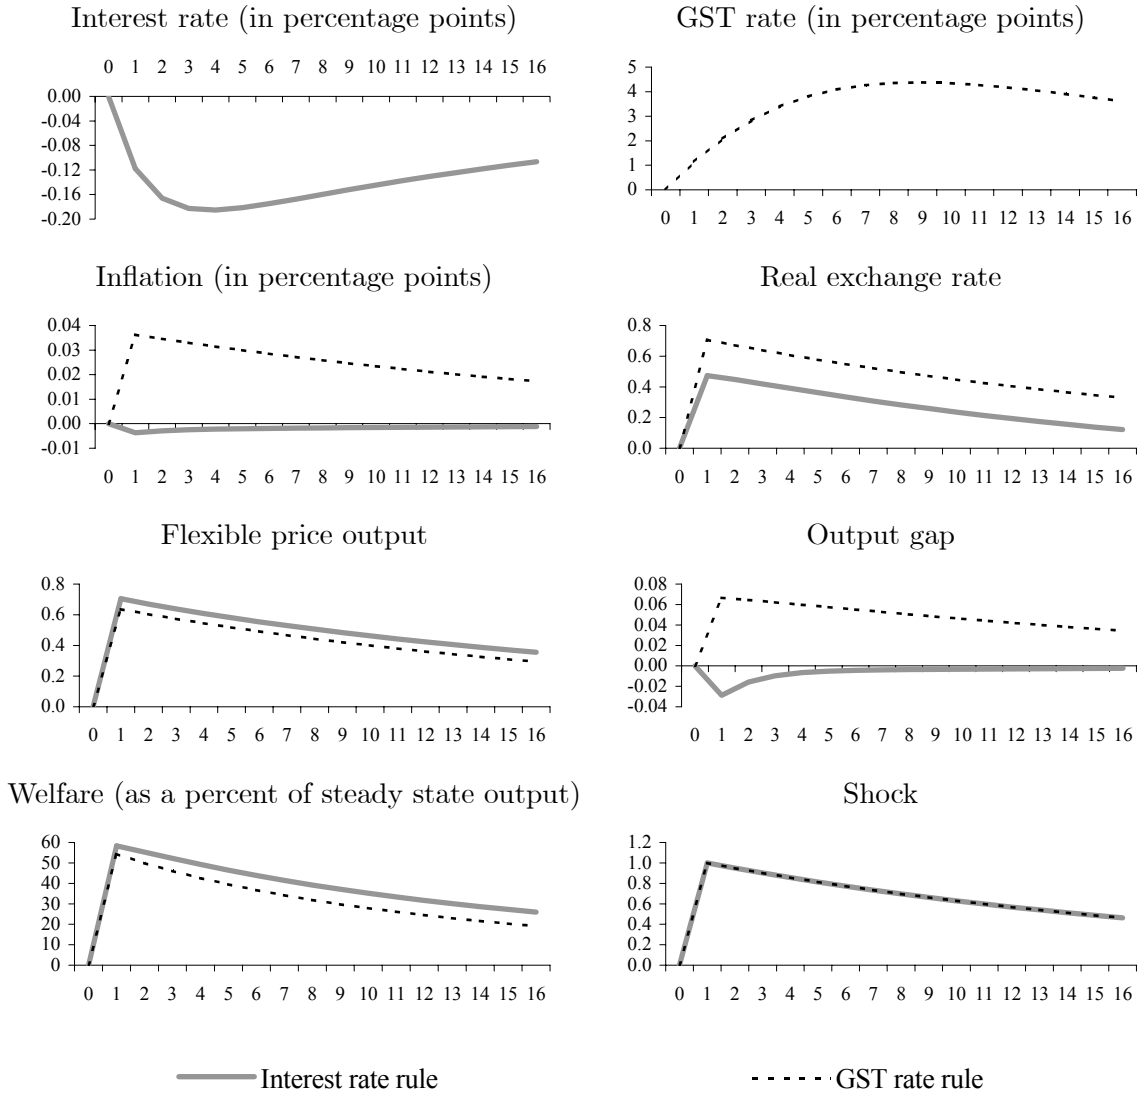 Interest rate (in percentage points)
0 1 2 3 4 5 6 7 8 9 10 11 12 13 14 15 16
0.00
-0.04
-0.08
-0.12
-0.16
-0.20
GST rate (in percentage points)
5
4
3
2
1
0
0 1 2 3 4 5 6 7 8 9 10 11 12 13 14 15 16
Inflation (in percentage points)
0.04
0.03
0.02
0.01
0.00
-0.01
0 1 2 3 4 5 6 7 8 9 10 11 12 13 14 15 16
Real exchange rate
0.8
0.6
0.4
0.2
0.0
0 1 2 3 4 5 6 7 8 9 10 11 12 13 14 15 16
Flexible price output
0.8
0.6
0.4
0.2
0.0
0 1 2 3 4 5 6 7 8 9 10 11 12 13 14 15 16
Output gap
0.08
0.06
0.04
0.02
0.00
-0.02
-0.04
0 1 2 3 4 5 6 7 8 9 10 11 12 13 14 15 16
Welfare (as a percent of steady state output)
60
50
40
30
20
10
0
0 1 2 3 4 5 6 7 8 9 10 11 12 13 14 15 16
Shock
1.2
1.0
0.8
0.6
0.4
0.2
0.0
0 1 2 3 4 5 6 7 8 9 10 11 12 13 14 15 16
Interest rate rule
GST rate rule